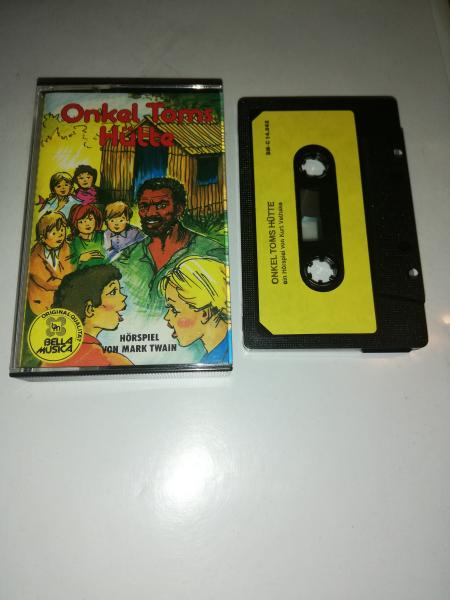 Onkel Toms
Hütte
ORIGINALQUALITÄT
BELLA
MUSICA
HÖRSPIEL
VON MARK TWAIN
ONKEL TOMS HÜTTE
ein Hörspiel von Kurt Vethake